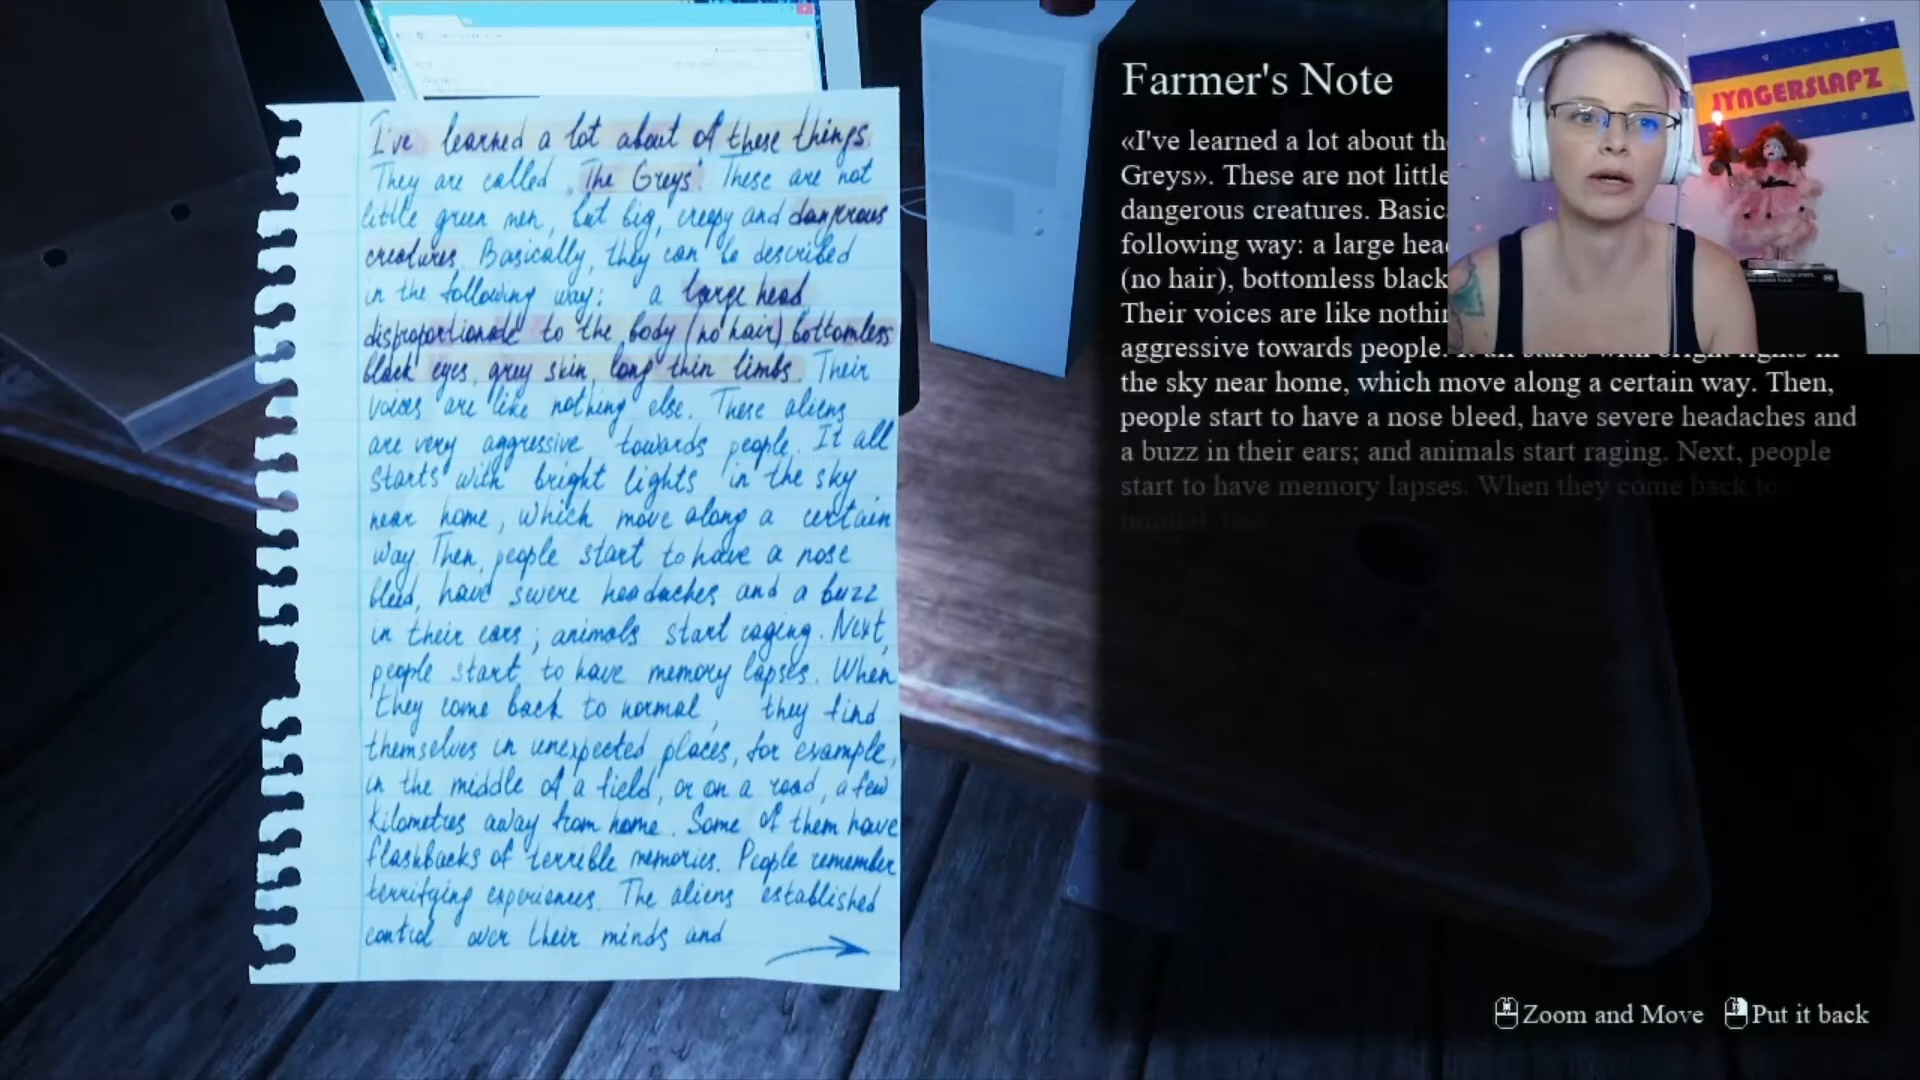 I've learned a lot about of these things.
They are called „The Greys". These are not
little green men, but big, creepy and dangerous
creatures. Basically, they can be described
in the following way: a large head
disproportionate to the body (no hair), bottomless
black eyes, grey skin, long thin limbs. Their
voices are like nothing else. These aliens
are very aggressive towards people. It all
starts with bright lights in the sky
near home, which move along a certain
way. Then, people start to have a nose
bleed, have severe headaches and a buzz
in their ears; animals start raging. Next,
people start to have memory lapses. When
they come back to normal, they find
themselves in unexpected places, for example,
in the middle of a field, or on a road, a few
kilometres away from home. Some of them have
flashbacks of terrible memories. People remember
terrifying experiences. The aliens established
control over their minds and
Farmer's Note
«I've learned a lot about
Greys». These are not little
dangerous creatures. Basic
following way: a large
(no hair), bottomless black
Their voices are like
aggressive towards people. It all starts with bright lights in
the sky near home, which move along a certain way. Then,
people start to have a nose bleed, have severe headaches and
a buzz in their ears; and animals start raging. Next, people
start to have memory lapses. When they come back to
normal,
JYNGERSLAPZ
Zoom and Move
Put it back